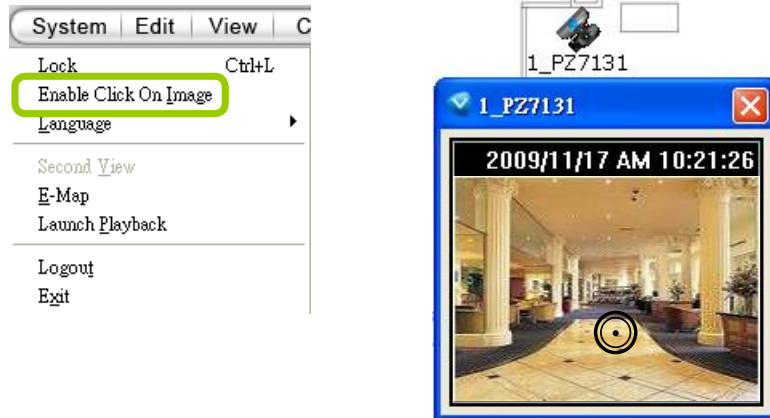 System Edit View C
Lock Ctrl+L
Enable Click On Image
Language
Second View
E-Map
Launch Playback
Logout
Exit
1_PZ7131
1_PZ7131
2009/11/17 AM 10:21:26